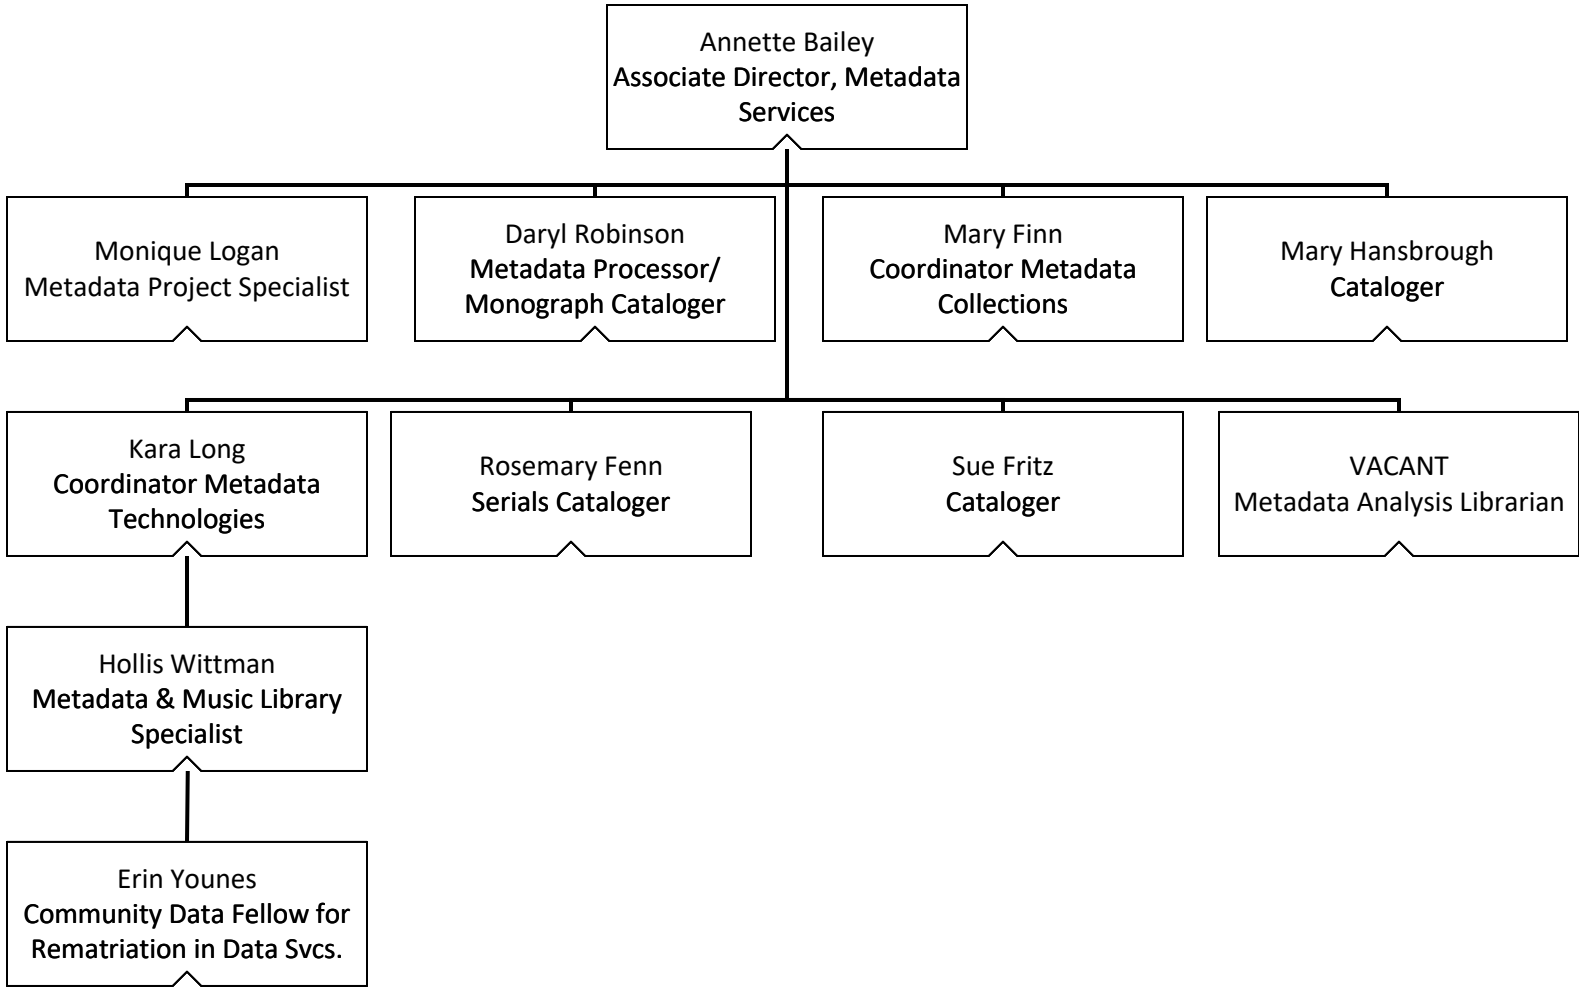 Annette Bailey
Associate Director, Metadata
Services
Monique Logan
Metadata Project Specialist
Daryl Robinson
Metadata Processor/
Monograph Cataloger
Mary Finn
Coordinator Metadata
Collections
Mary Hansbrough
Cataloger
Kara Long
Coordinator Metadata
Technologies
Rosemary Fenn
Serials Cataloger
Sue Fritz
Cataloger
VACANT
Metadata Analysis Librarian
Hollis Wittman
Metadata & Music Library
Specialist
Erin Younes
Community Data Fellow for
Rematriation in Data Svcs.